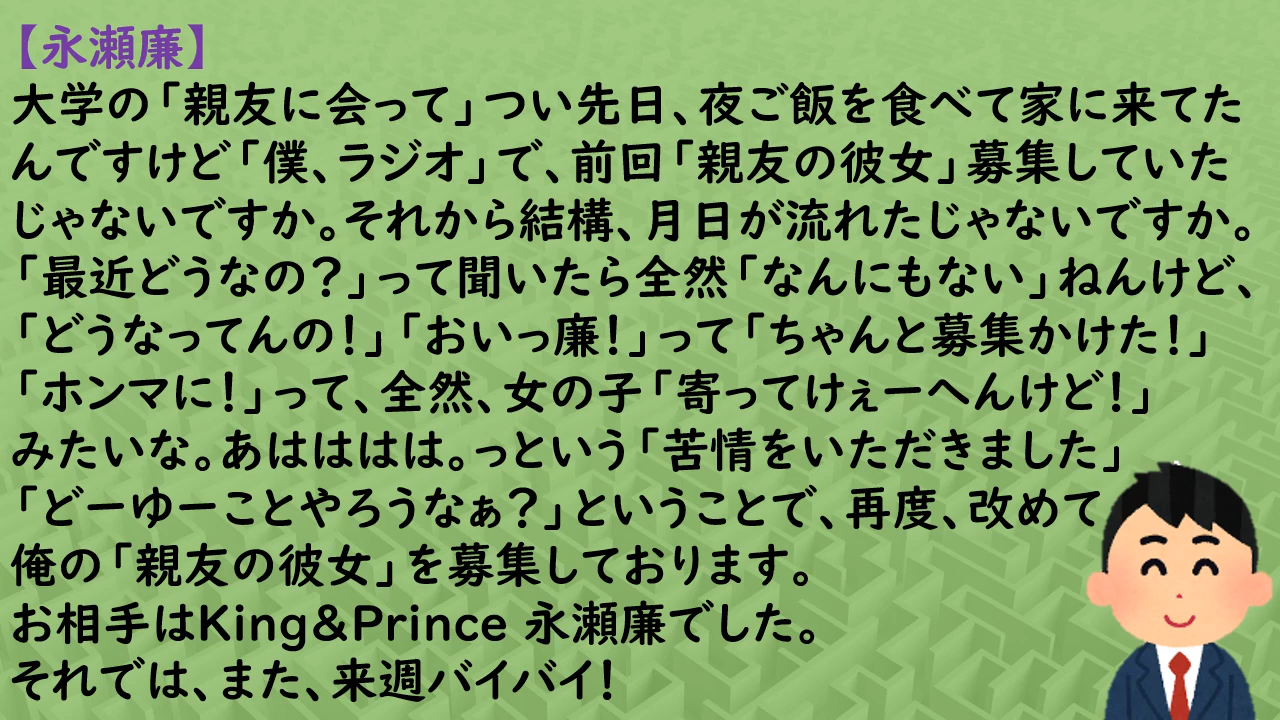 【永瀬廉】
大学の「親友に会って」つい先日、夜ご飯を食べて家に来てた
んですけど「僕、ラジオ」で、前回「親友の彼女」募集していた
じゃないですか。それから結構、月日が流れたじゃないですか。
「最近どうなの？」って聞いたら全然「なんにもない」ねんけど、
「どうなってんの！」「おいっ廉！」って「ちゃんと募集かけた！」
「ホンマに！」って、全然、女の子「寄ってけぇーへんけど！」
みたいな。あはははは。っという「苦情をいただきました」
「どーゆーことやろうなぁ？」ということで、再度、改めて
俺の「親友の彼女」を募集しております。
お相手はKing&Prince 永瀬廉でした。
それでは、また、来週バイバイ！